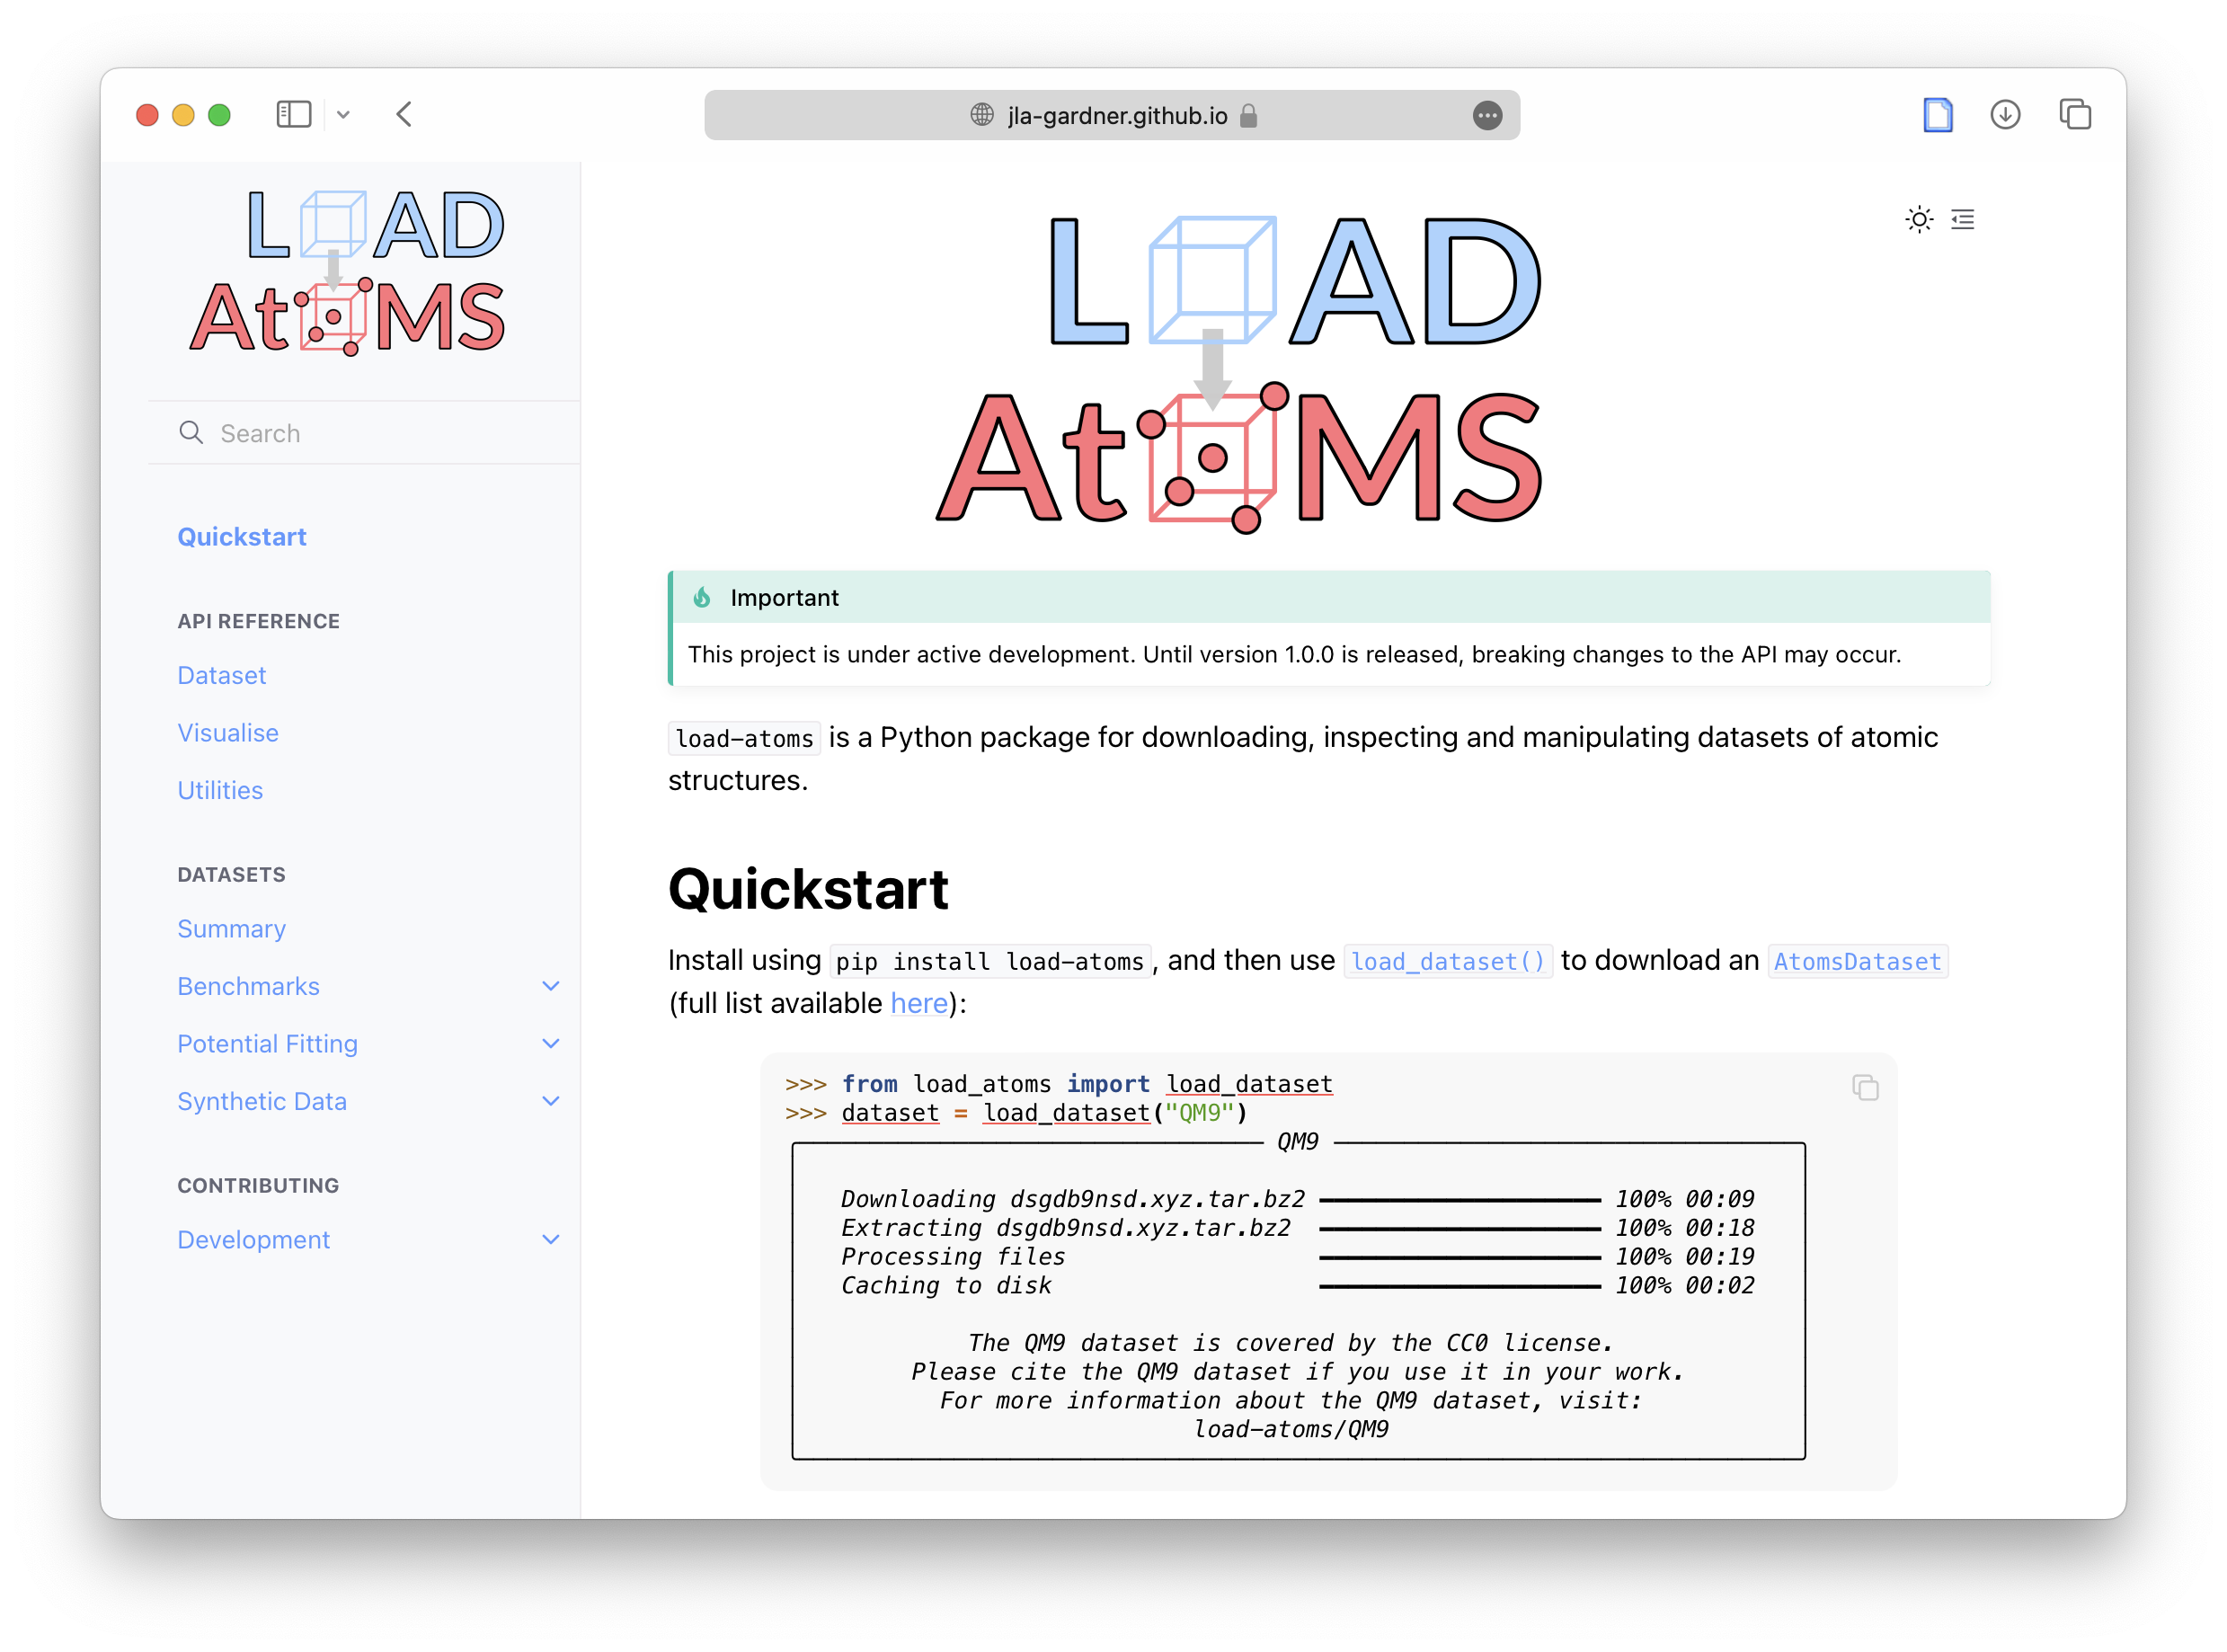 jla-gardner.github.io
LOAD
AtOMS
Search
Quickstart
API REFERENCE
Dataset
Visualise
Utilities
DATASETS
Summary
Benchmarks
Potential Fitting
Synthetic Data
CONTRIBUTING
Development
LOAD
AtOMS
Important
This project is under active development. Until version 1.0.0 is released, breaking changes to the API may occur.
load-atoms is a Python package for downloading, inspecting and manipulating datasets of atomic
structures.
Quickstart
Install using pip install load-atoms, and then use load_dataset() to download an AtomsDataset
(full list available here):
>>> from load_atoms import load_dataset
>>> dataset = load_dataset("QM9")
QM9
Downloading dsgdb9nsd.xyz.tar.bz2 100% 00:09
Extracting dsgdb9nsd.xyz.tar.bz2 100% 00:18
Processing files 100% 00:19
Caching to disk 100% 00:02
The QM9 dataset is covered by the CC0 license.
Please cite the QM9 dataset if you use it in your work.
For more information about the QM9 dataset, visit:
load-atoms/QM9